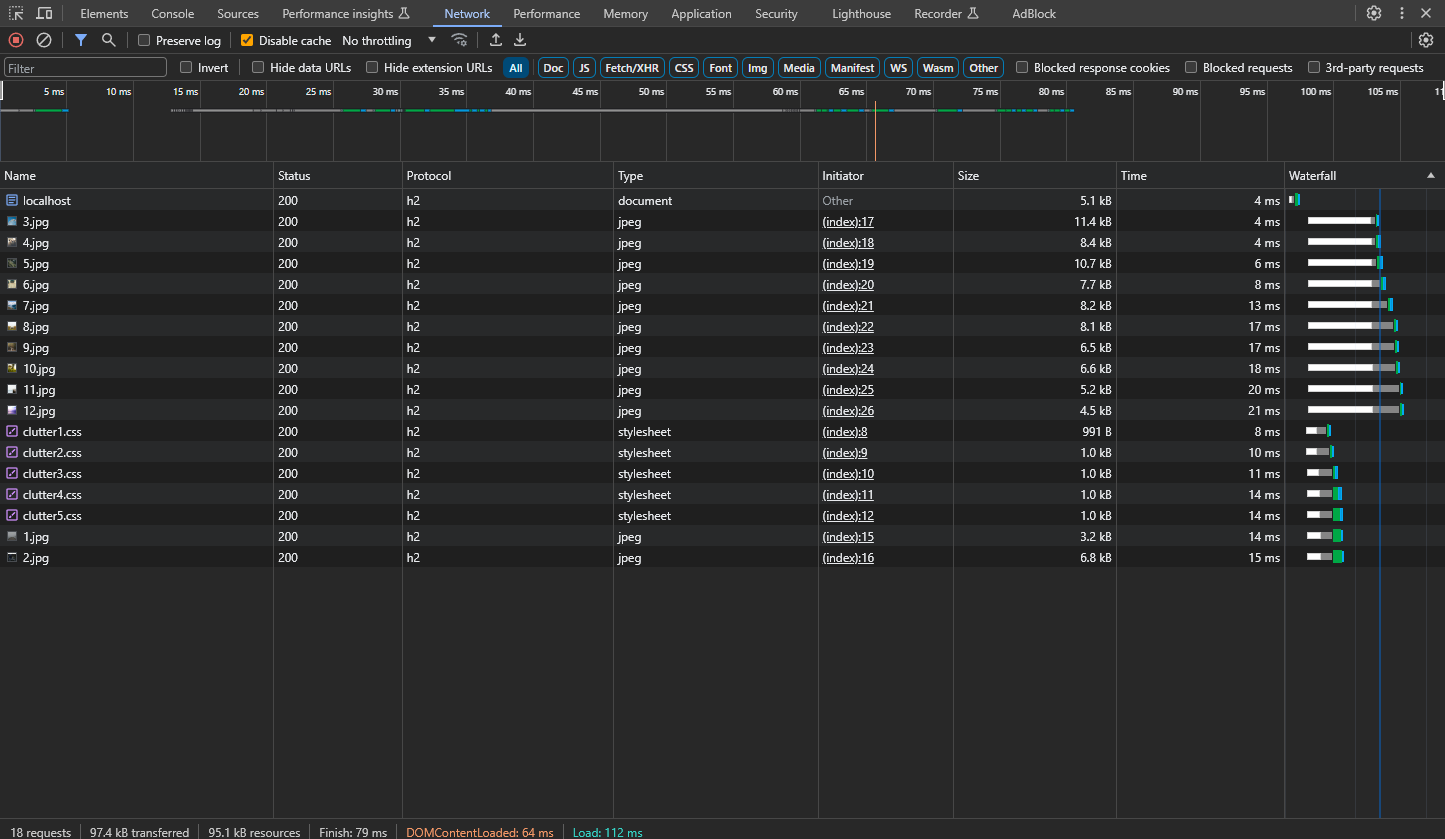 Elements Console Sources Performance insights Network Performance Memory Application Security Lighthouse Recorder AdBlock
Preserve log Disable cache No throttling
Filter Invert Hide data URLs Hide extension URLs All Doc JS Fetch/XHR CSS Font Img Media Manifest WS Wasm Other Blocked response cookies Blocked requests 3rd-party requests
5 ms 10 ms 15 ms 20 ms 25 ms 30 ms 35 ms 40 ms 45 ms 50 ms 55 ms 60 ms 65 ms 70 ms 75 ms 80 ms 85 ms 90 ms 95 ms 100 ms 105 ms 11
Name Status Protocol Type Initiator Size Time Waterfall
localhost 200 h2 document Other 5.1 kB 4 ms
3.jpg 200 h2 jpeg (index):17 11.4 kB 4 ms
4.jpg 200 h2 jpeg (index):18 8.4 kB 4 ms
5.jpg 200 h2 jpeg (index):19 10.7 kB 6 ms
6.jpg 200 h2 jpeg (index):20 7.7 kB 8 ms
7.jpg 200 h2 jpeg (index):21 8.2 kB 13 ms
8.jpg 200 h2 jpeg (index):22 8.1 kB 17 ms
9.jpg 200 h2 jpeg (index):23 6.5 kB 17 ms
10.jpg 200 h2 jpeg (index):24 6.6 kB 18 ms
11.jpg 200 h2 jpeg (index):25 5.2 kB 20 ms
12.jpg 200 h2 jpeg (index):26 4.5 kB 21 ms
clutter1.css 200 h2 stylesheet (index):8 991 B 8 ms
clutter2.css 200 h2 stylesheet (index):9 1.0 kB 10 ms
clutter3.css 200 h2 stylesheet (index):10 1.0 kB 11 ms
clutter4.css 200 h2 stylesheet (index):11 1.0 kB 14 ms
clutter5.css 200 h2 stylesheet (index):12 1.0 kB 14 ms
1.jpg 200 h2 jpeg (index):15 3.2 kB 14 ms
2.jpg 200 h2 jpeg (index):16 6.8 kB 15 ms
18 requests 97.4 kB transferred 95.1 kB resources Finish: 79 ms DOMContentLoaded: 64 ms Load: 112 ms